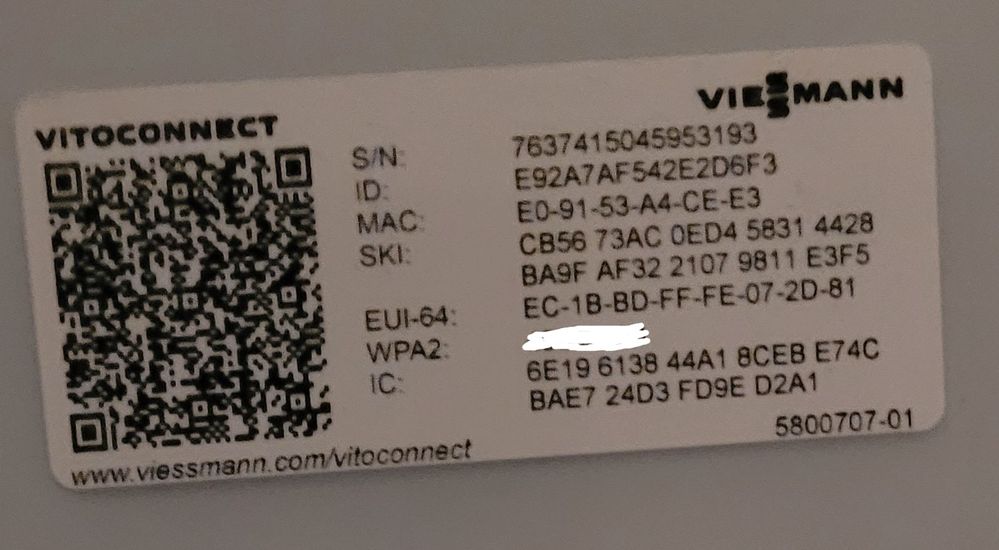 VIESSMANN
VITOCONNECT
S/N: 7637415045953193
ID: E92A7AF542E2D6F3
MAC: E0-91-53-A4-CE-E3
SKI: CB56 73AC 0ED4 5831 4428
BA9F AF32 2107 9811 E3F5
EUI-64: EC-1B-BD-FF-FE-07-2D-81
WPA2:
IC: 6E19 6138 44A1 8CEB E74C
BAE7 24D3 FD9E D2A1
5800707-01
www.viessmann.com/vitoconnect